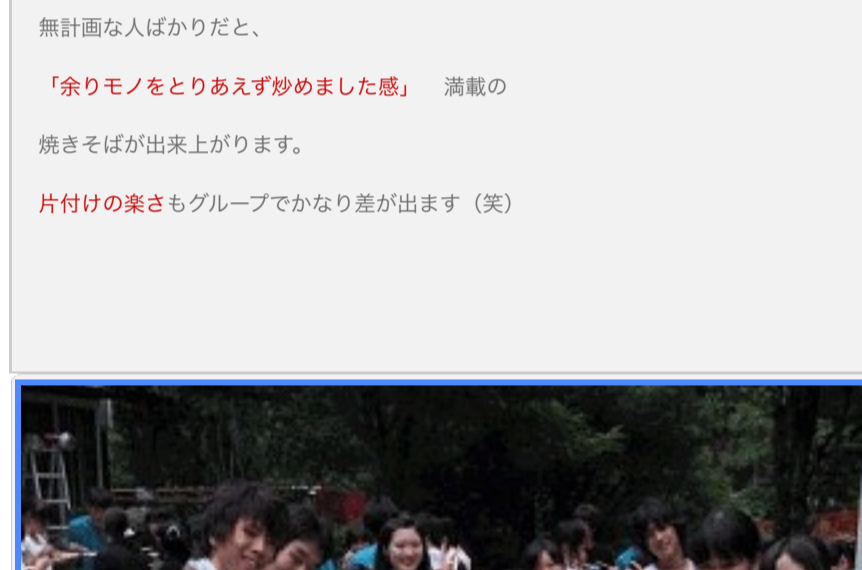 無計画な人ばかりだと、
「余りモノをとりあえず炒めました感」　満載の
焼きそばが出来上がります。
片付けの楽さもグループでかなり差が出ます（笑）